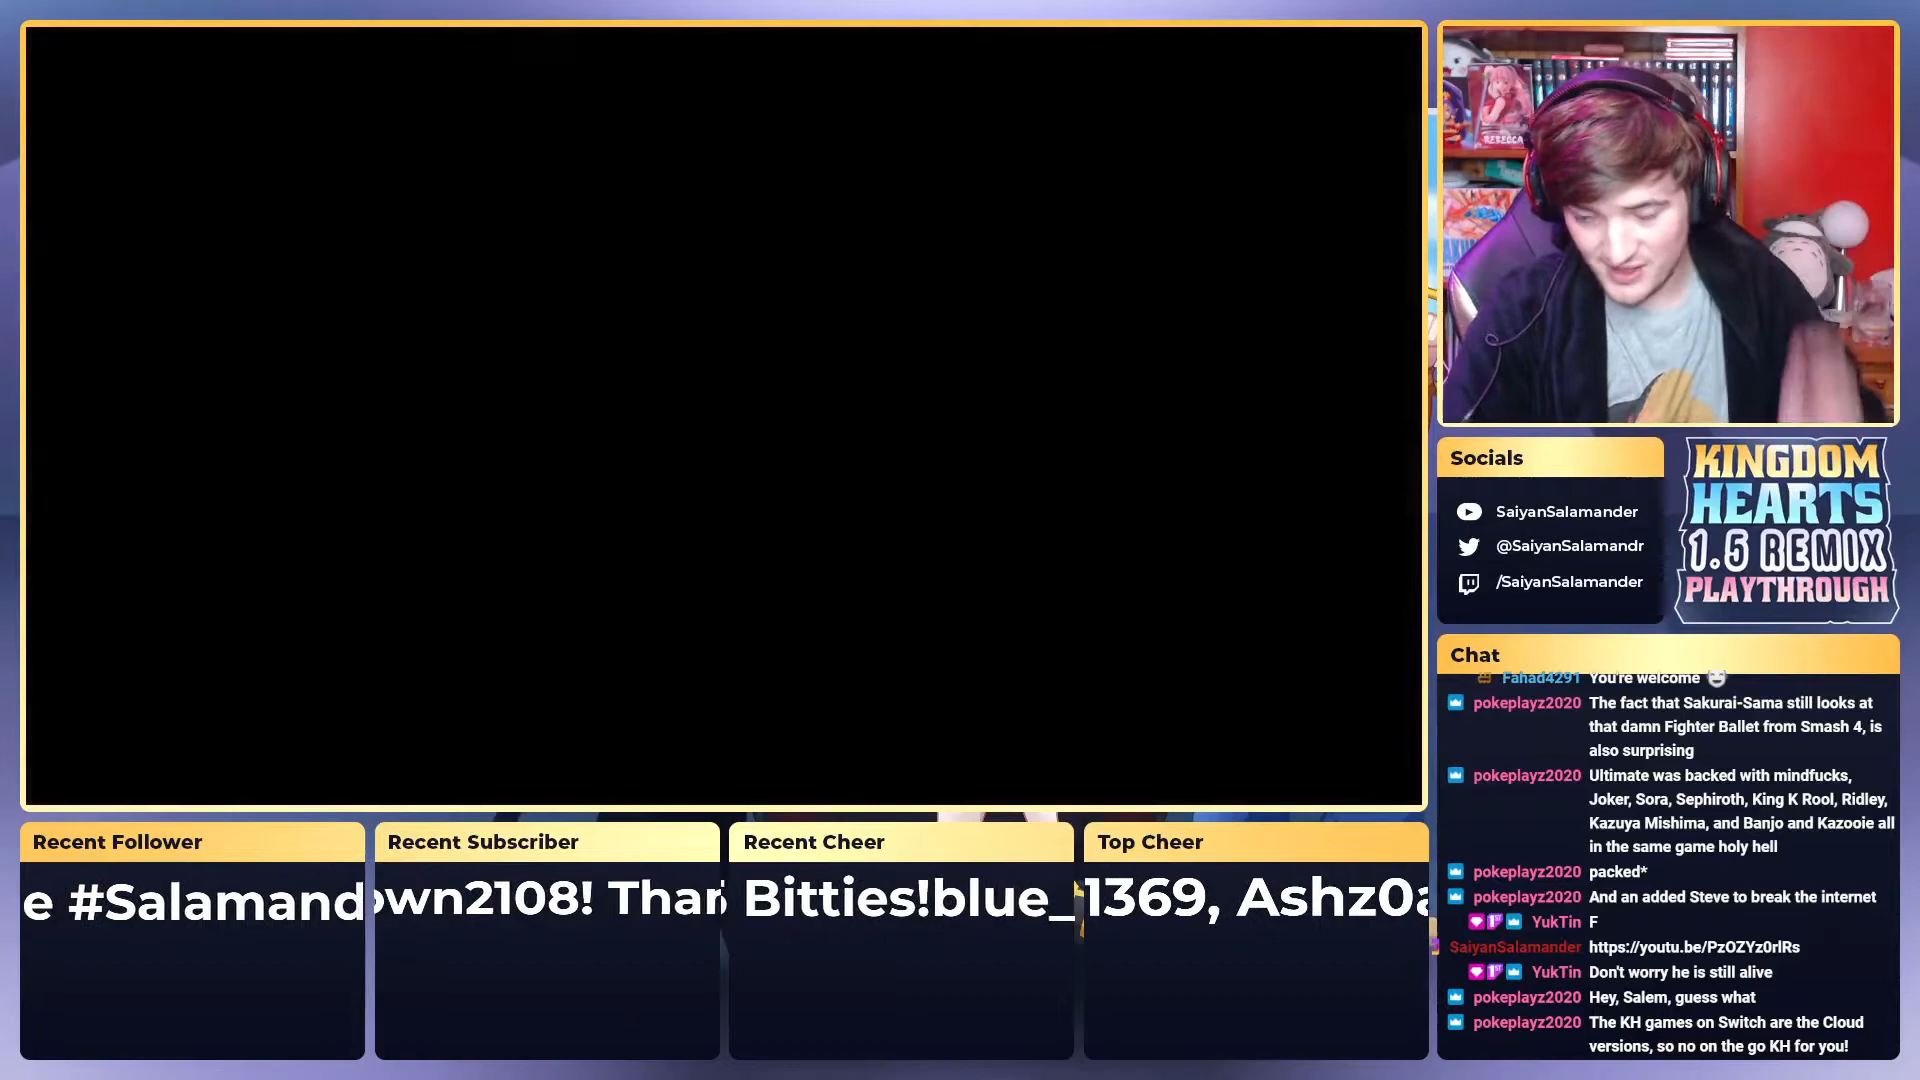 REBECCA
Socials
SaiyanSalamander
@SaiyanSalamandr
/SaiyanSalamander
KINGDOM
HEARTS
1.5 REMIX
PLAYTHROUGH
Chat
Fahad4291 You're welcome
pokeplayz2020 The fact that Sakurai-Sama still looks at
that damn Fighter Ballet from Smash 4, is
also surprising
pokeplayz2020 Ultimate was backed with mindfucks,
Joker, Sora, Sephiroth, King K Rool, Ridley,
Kazuya Mishima, and Banjo and Kazooie all
in the same game holy hell
pokeplayz2020 packed*
pokeplayz2020 And an added Steve to break the internet
YukTin F
SaiyanSalamander https://youtu.be/PzOZYz0rlRs
YukTin Don't worry he is still alive
pokeplayz2020 Hey, Salem, guess what
pokeplayz2020 The KH games on Switch are the Cloud
versions, so no on the go KH for you!
Recent Follower
e #Salamand
Recent Subscriber
own2108! Than
Recent Cheer
Bitties!blue_
Top Cheer
1369, Ashz0a